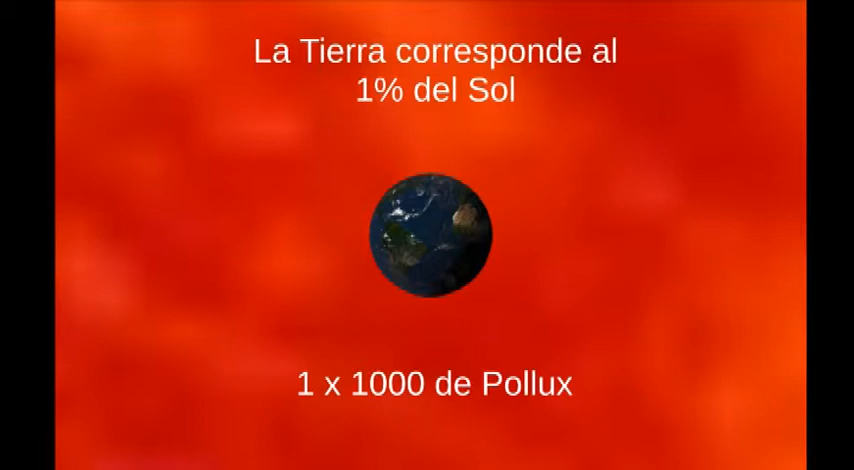 La Tierra corresponde al
1% del Sol
1 x 1000 de Pollux